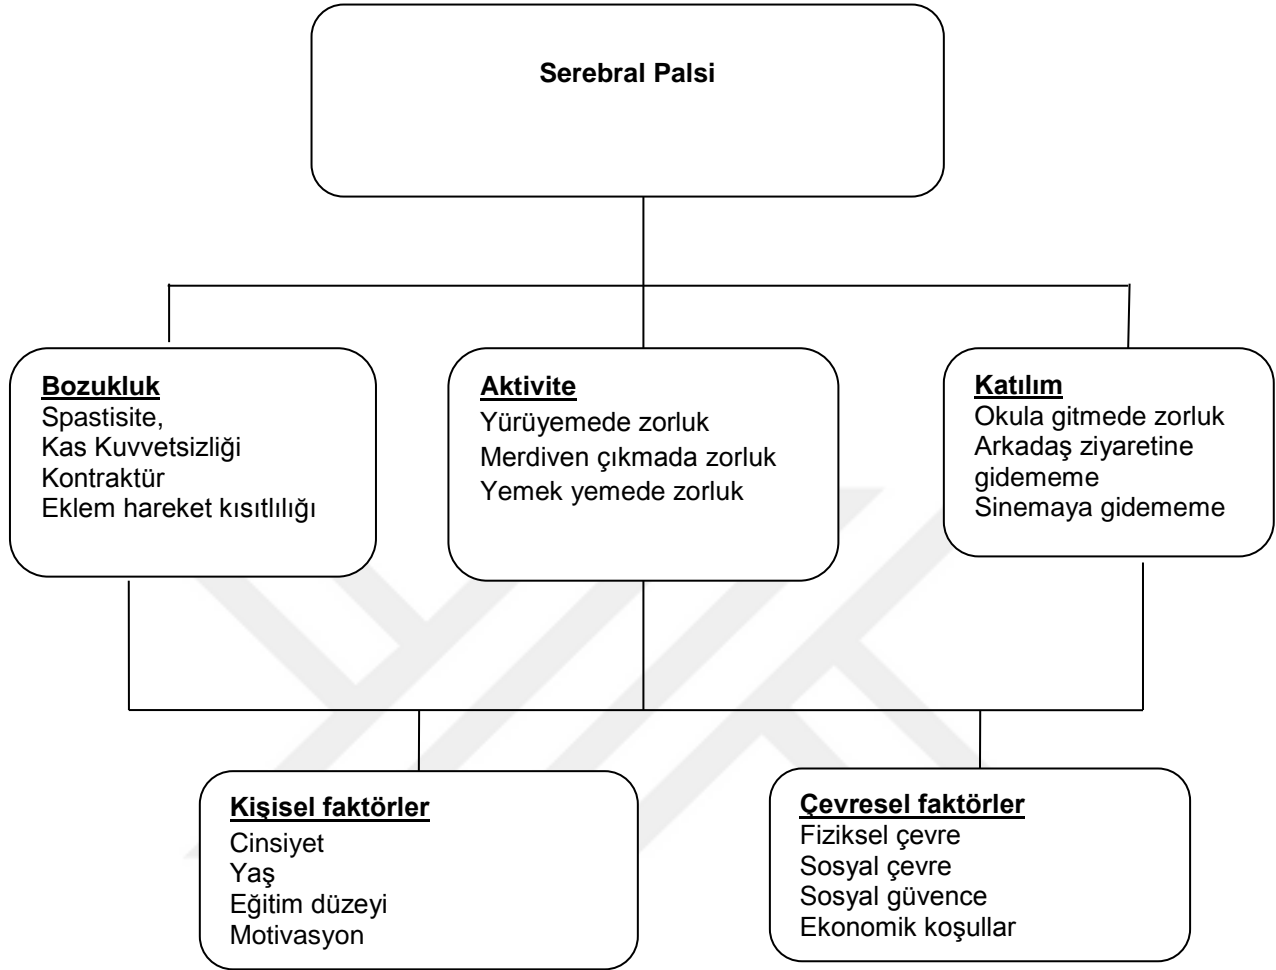 Serebral Palsi
Bozukluk
Spastisite,
Kas Kuvvetsizliği
Kontraktür
Eklem hareket kısıtlılığı
Aktivite
Yürüyemede zorluk
Merdiven çıkmada zorluk
Yemek yemede zorluk
Katılım
Okula gitmede zorluk
Arkadaş ziyaretine
gidememe
Sinemaya gidememe
Kişisel faktörler
Cinsiyet
Yaş
Eğitim düzeyi
Motivasyon
Çevresel faktörler
Fiziksel çevre
Sosyal çevre
Sosyal güvence
Ekonomik koşullar